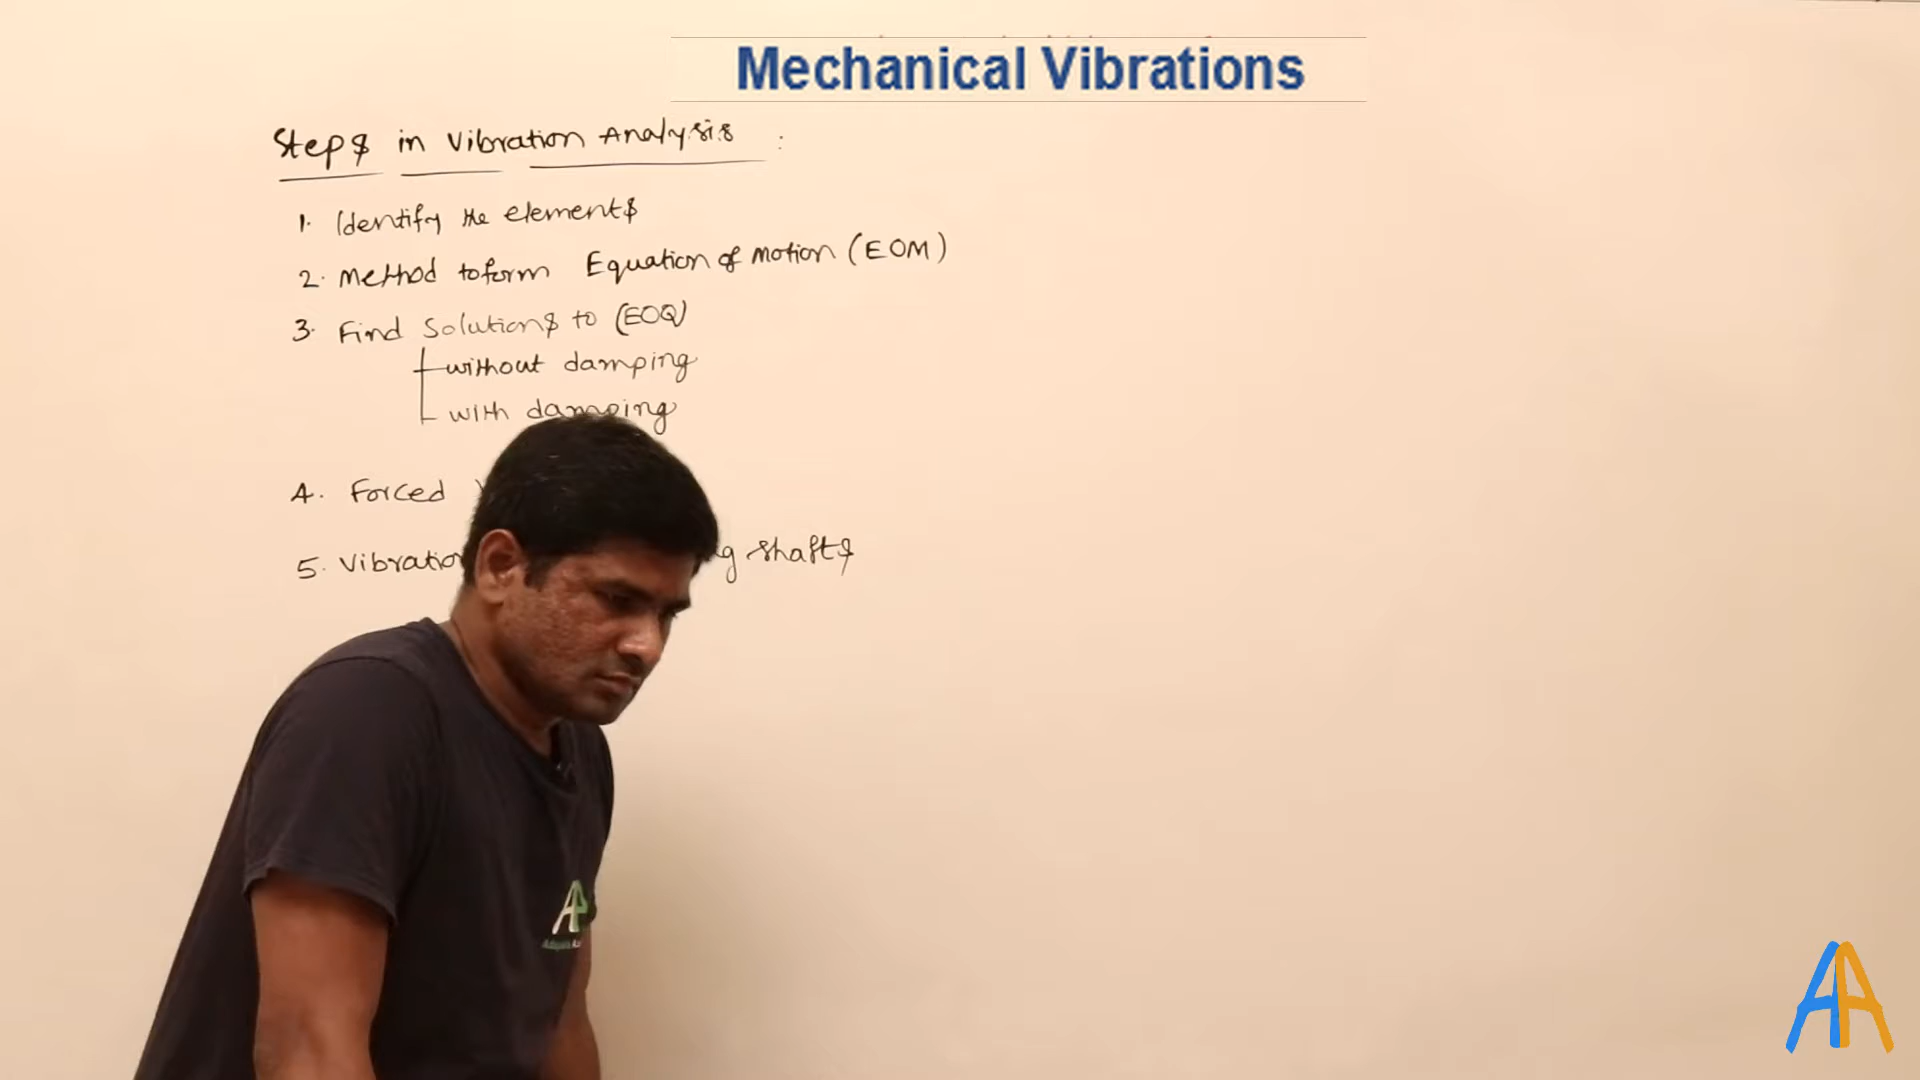 Mechanical Vibrations
Steps in Vibration Analysis :
1. Identify the elements
2. Method to form Equation of Motion (EOM)
3. Find Solutions to (EOQ)
without damping
with damping
4. Forced
5. Vibration shafts
AA